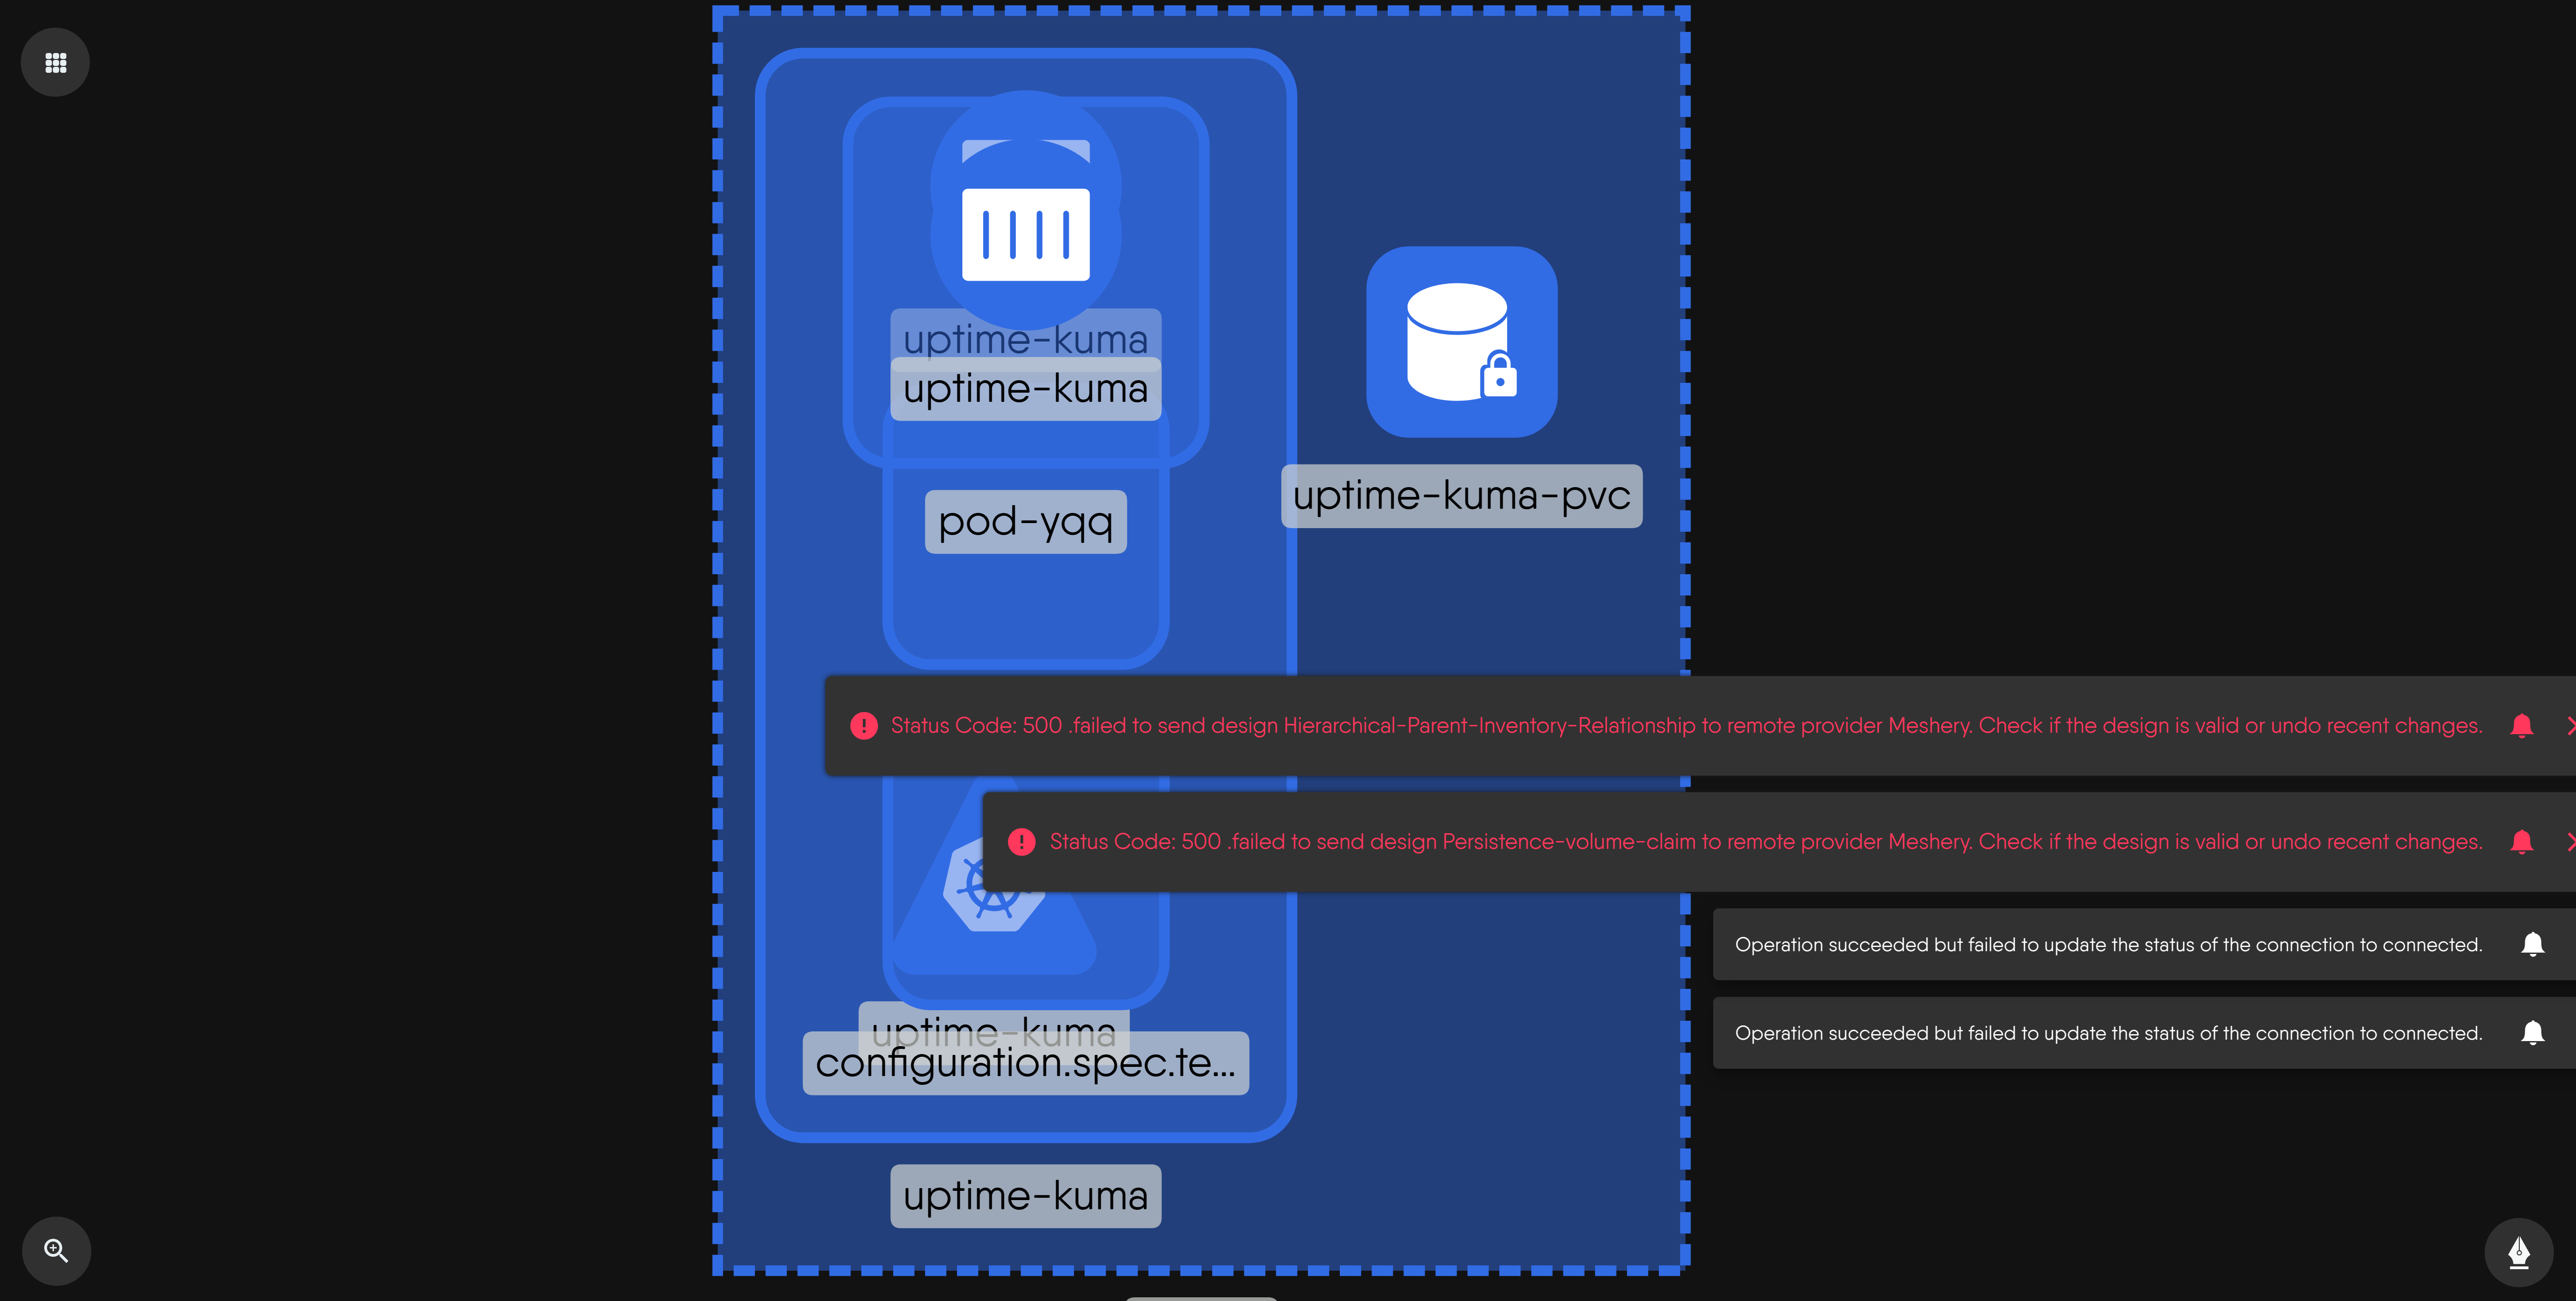 uptime-kuma
uptime-kuma
uptime-kuma-pvc
pod-yqq
Status Code: 500 .failed to send design Hierarchical-Parent-Inventory-Relationship to remote provider Meshery. Check if the design is valid or undo recent changes.
Status Code: 500 .failed to send design Persistence-volume-claim to remote provider Meshery. Check if the design is valid or undo recent changes.
Operation succeeded but failed to update the status of the connection to connected.
Operation succeeded but failed to update the status of the connection to connected.
uptime-kuma
configuration.spec.te...
uptime-kuma